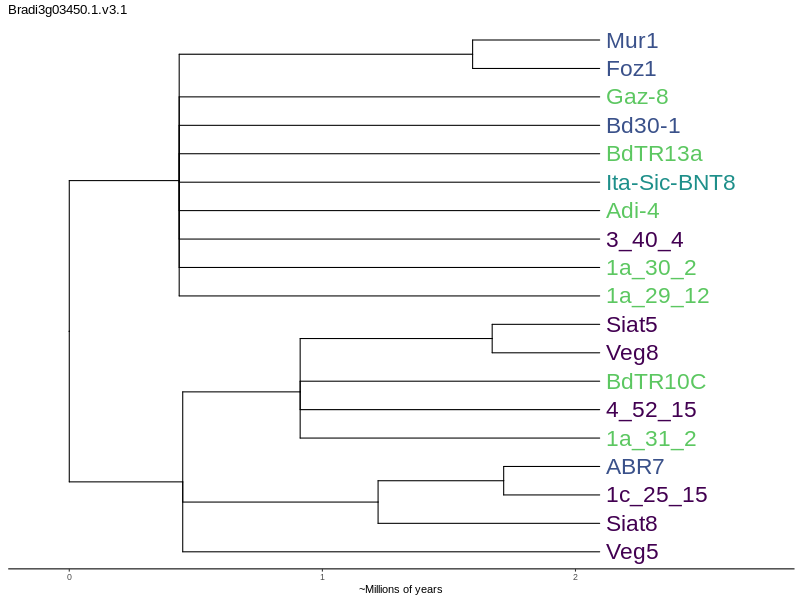 Bradi3g03450.1.v3.1
Mur1
Foz1
Gaz-8
Bd30-1
BdTR13a
Ita-Sic-BNT8
Adi-4
3_40_4
1a_30_2
1a_29_12
Siat5
Veg8
BdTR10C
4_52_15
1a_31_2
ABR7
1c_25_15
Siat8
Veg5
0 1 2
~Millions of years